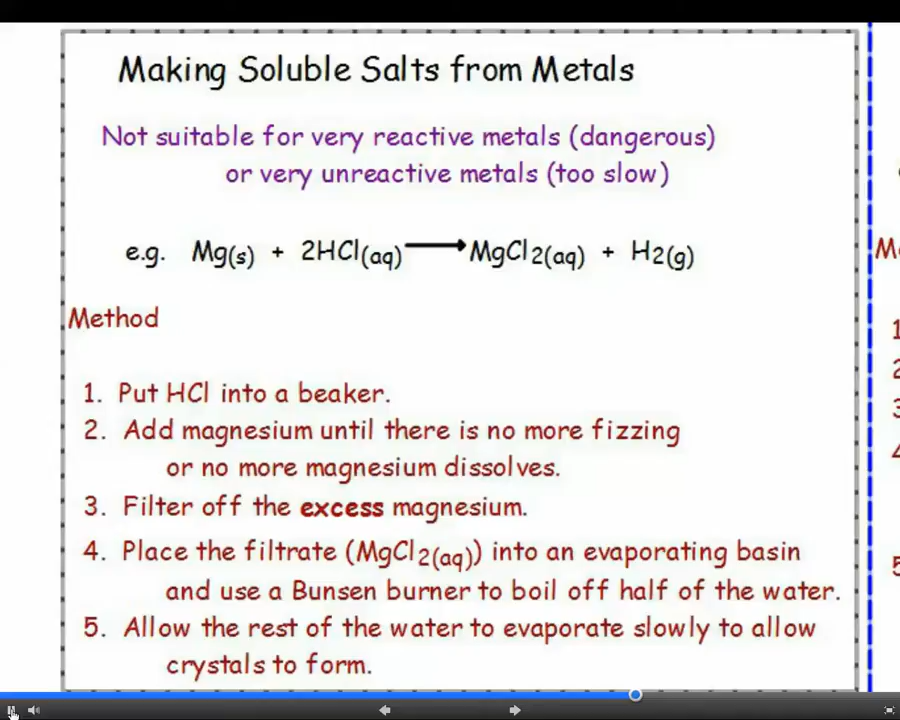 Making Soluble Salts from Metals
Not suitable for very reactive metals (dangerous)
or very unreactive metals (too slow)
e.g. Mg(s) + 2HCl(aq) → MgCl2(aq) + H2(g)
Method
1. Put HCl into a beaker.
2. Add magnesium until there is no more fizzing
or no more magnesium dissolves.
3. Filter off the excess magnesium.
4. Place the filtrate (MgCl2(aq)) into an evaporating basin
and use a Bunsen burner to boil off half of the water.
5. Allow the rest of the water to evaporate slowly to allow
crystals to form.